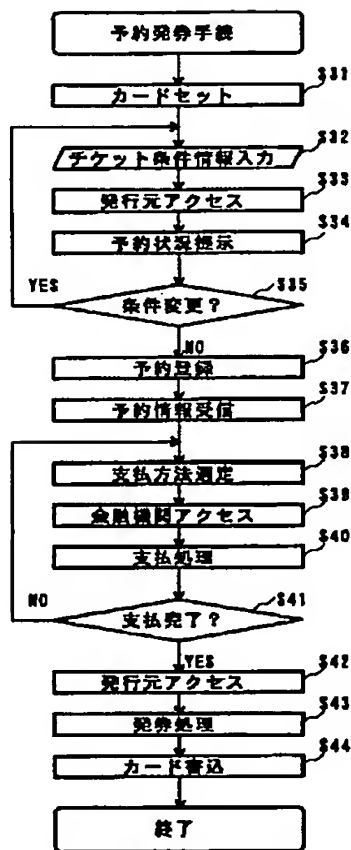 予約発券手続
S31
カードセット
S32
チケット条件情報入力
S33
発行元アクセス
S34
予約状況提示
YES
S35
条件変更?
NO
S36
予約登録
S37
予約情報受信
S38
支払方法選定
S39
金融機関アクセス
S40
支払処理
NO
S41
支払完了?
YES
S42
発行元アクセス
S43
発券処理
S44
カード書込
終了